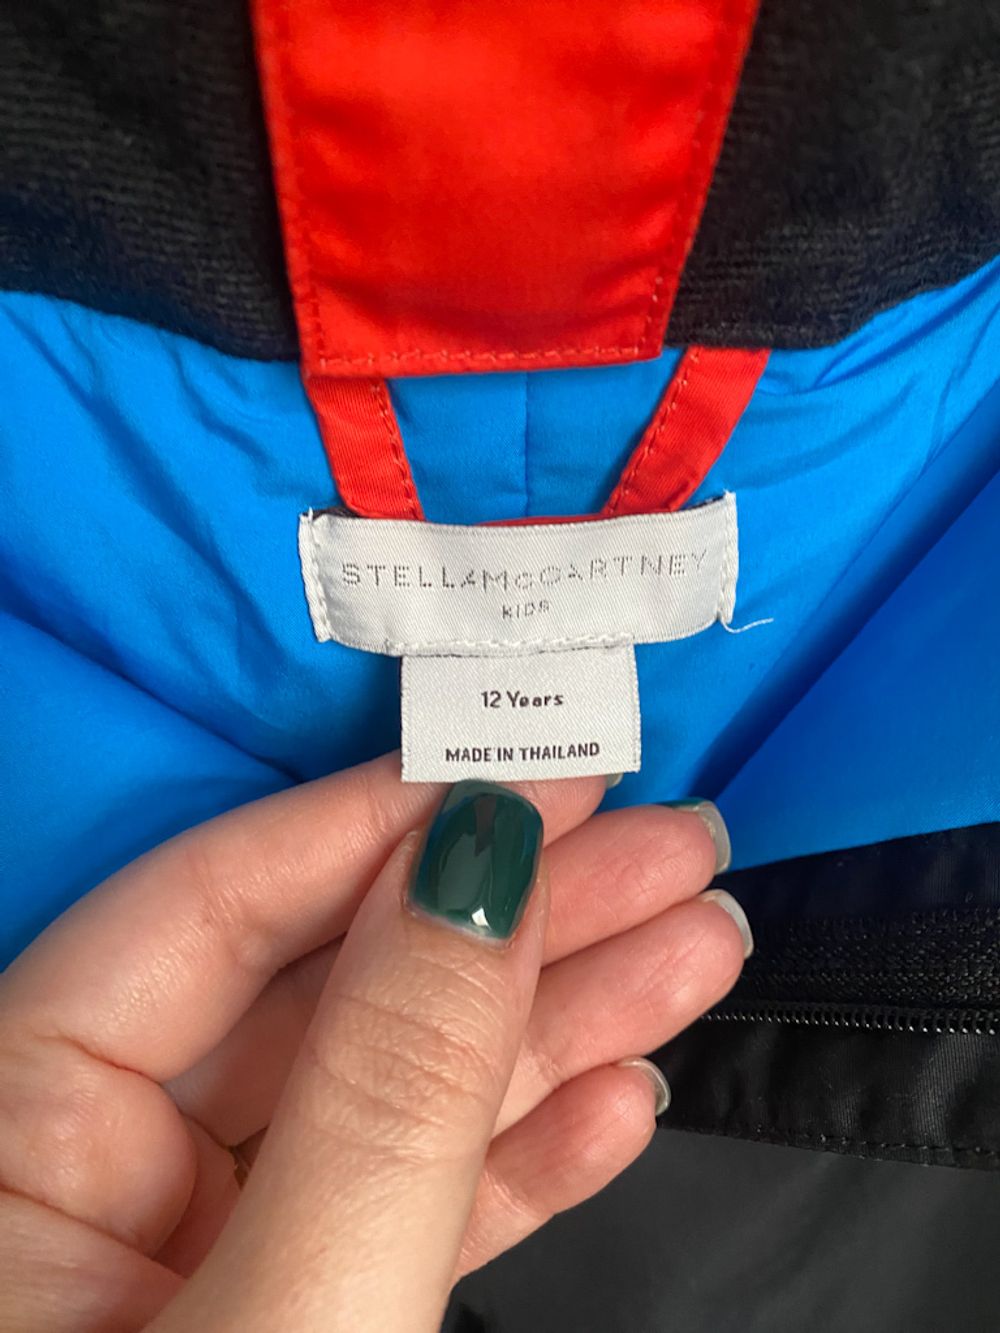 STELLAMcCARTNEY
KIDS
12 Years
MADE IN THAILAND